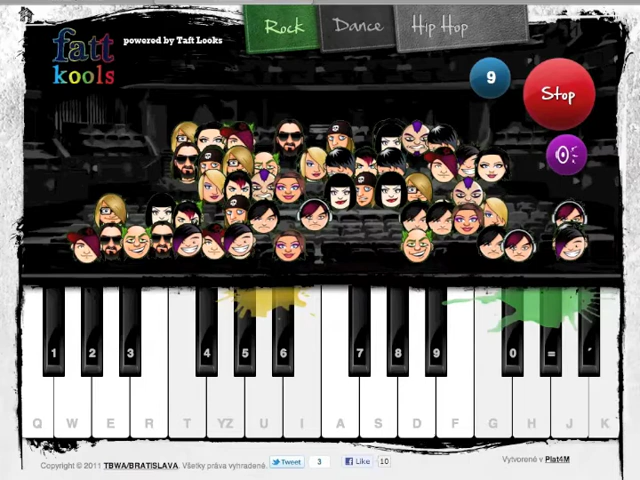 Rock Dance Hip Hop
fatt kools powered by Taft Looks
9
Stop
1 2 3 4 5 6 7 8 9 0 = ´
Q W E R T YZ U I A S D F G H J K
Copyright © 2011 TBWA/BRATISLAVA. Všetky práva vyhradené. Tweet 3 Like 10 Vytvorené v Plat4M